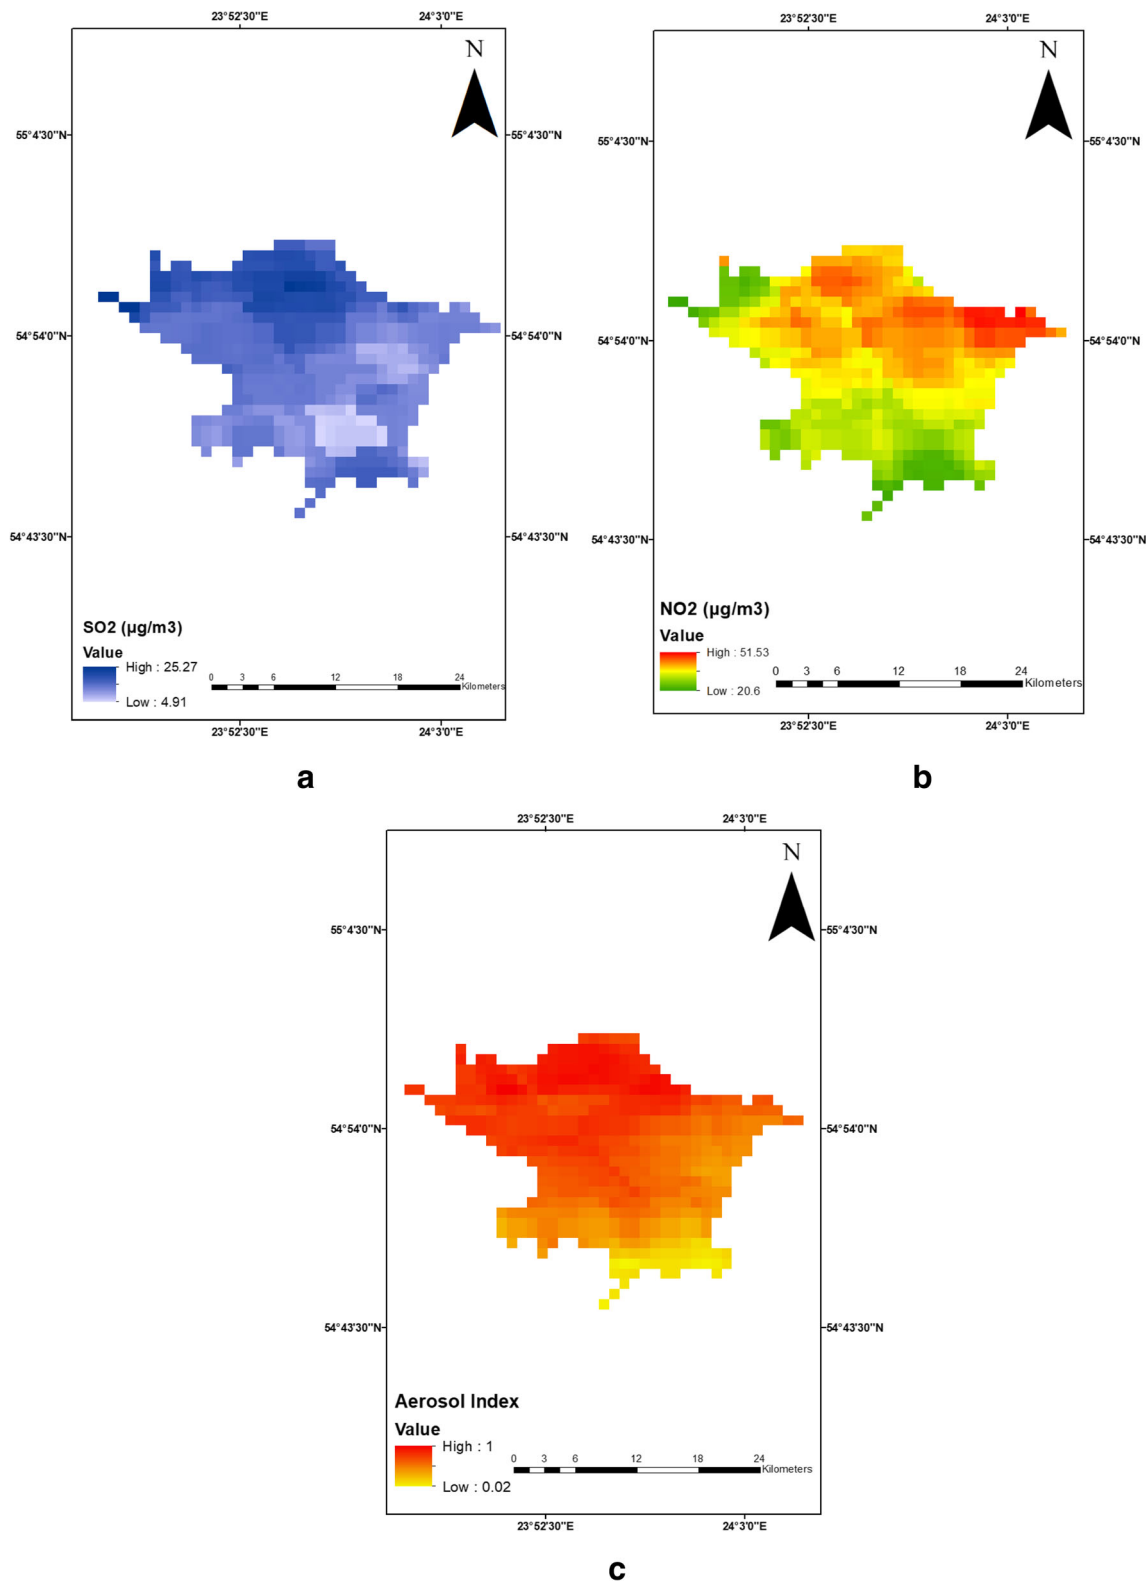 23°52'30"E 24°3'0"E
N
55°4'30"N 55°4'30"N
54°54'0"N 54°54'0"N
54°43'30"N 54°43'30"N
SO2 (µg/m3)
Value
High : 25.27
Low : 4.91
0 3 6 12 18 24
Kilometers
23°52'30"E 24°3'0"E
a
23°52'30"E 24°3'0"E
N
55°4'30"N 55°4'30"N
54°54'0"N 54°54'0"N
54°43'30"N 54°43'30"N
NO2 (µg/m3)
Value
High : 51.53
Low : 20.6
0 3 6 12 18 24
Kilometers
23°52'30"E 24°3'0"E
b
23°52'30"E 24°3'0"E
N
55°4'30"N 55°4'30"N
54°54'0"N 54°54'0"N
54°43'30"N 54°43'30"N
Aerosol Index
Value
High : 1
Low : 0.02
0 3 6 12 18 24
Kilometers
23°52'30"E 24°3'0"E
c